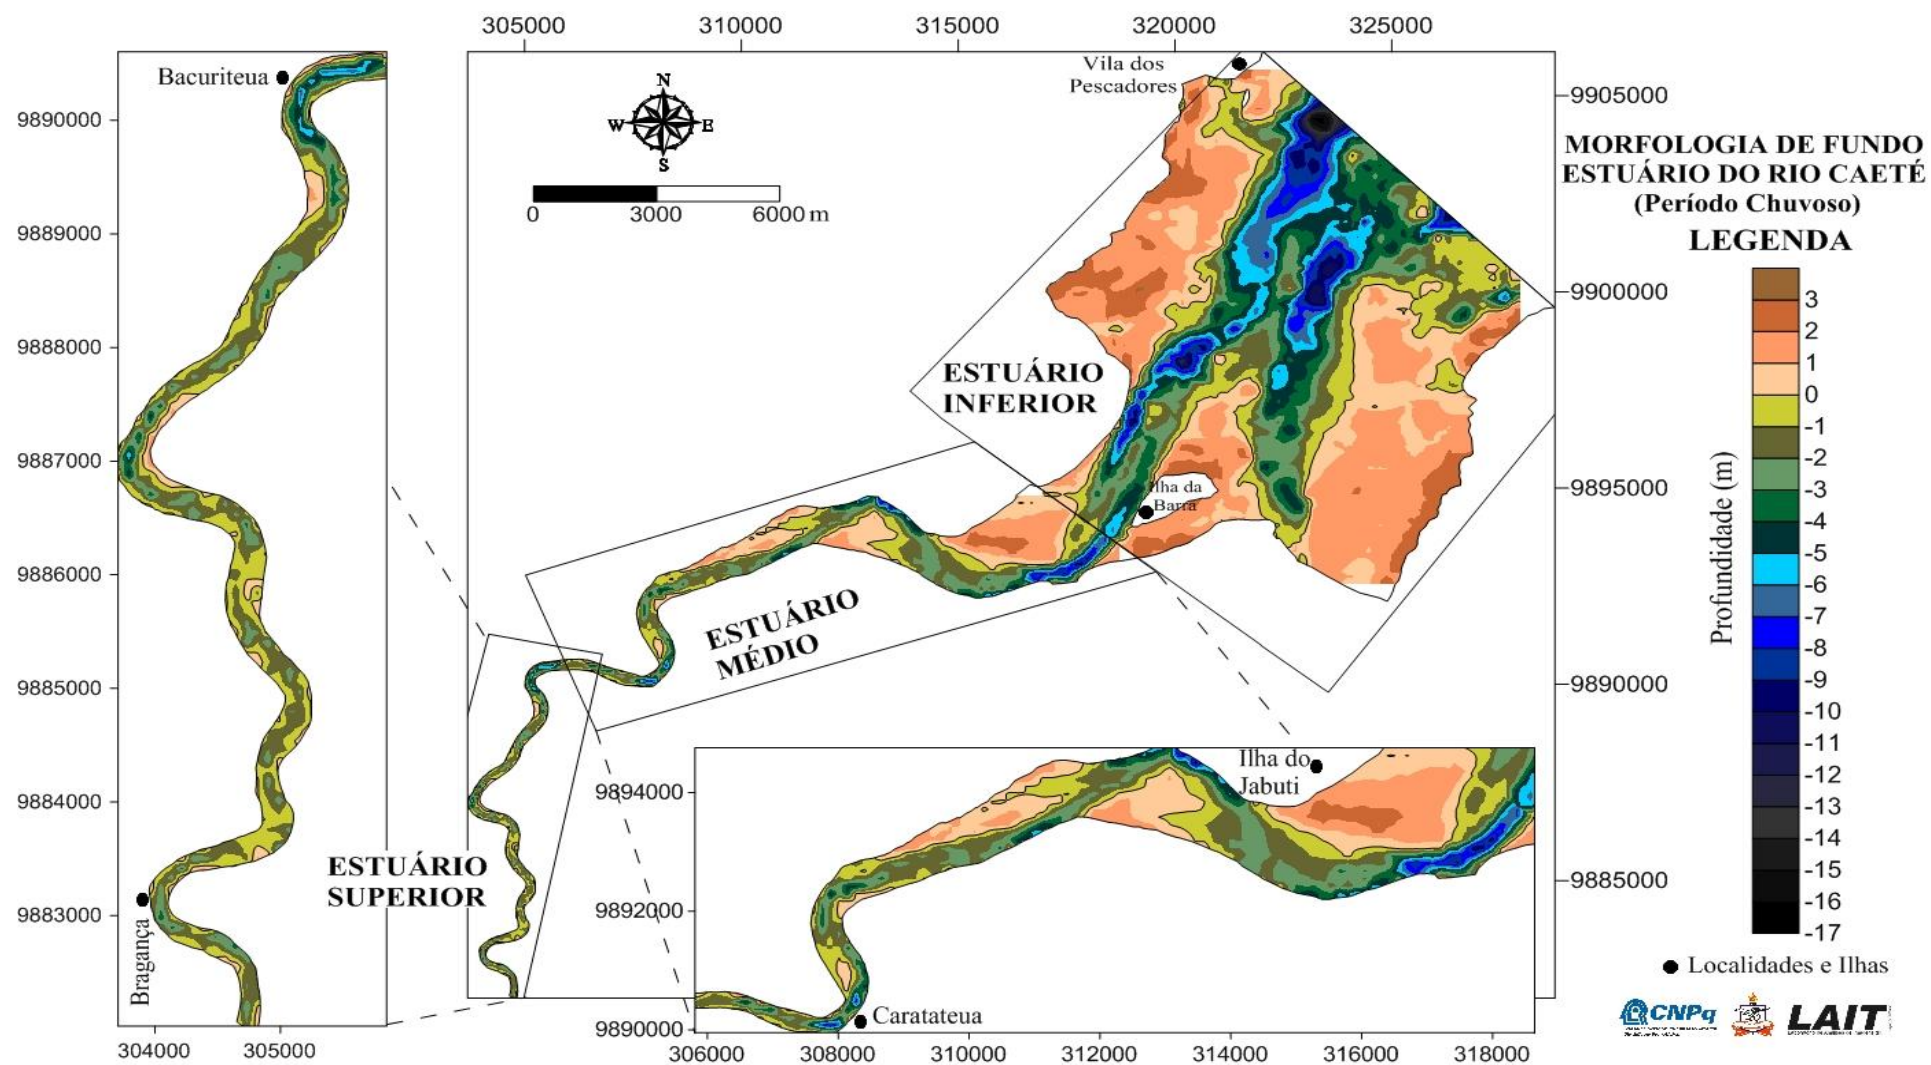 305000 310000 315000 320000 325000
Bacuriteua
9890000
9889000
9888000
9887000
9886000
9885000
9884000
9883000
304000 305000
Bragança
N
W E
S
0 3000 6000 m
Vila dos
Pescadores
ESTUÁRIO
INFERIOR
Ilha da
Barra
ESTUÁRIO
MÉDIO
ESTUÁRIO
SUPERIOR
9905000
9900000
9895000
9890000
9885000
Ilha do
Jabuti
Caratateua
9894000
9892000
9890000
306000 308000 310000 312000 314000 316000 318000
MORFOLOGIA DE FUNDO
ESTUÁRIO DO RIO CAETÉ
(Período Chuvoso)
LEGENDA
Profundidade (m)
3
2
1
0
-1
-2
-3
-4
-5
-6
-7
-8
-9
-10
-11
-12
-13
-14
-15
-16
-17
Localidades e Ilhas
CNPq
LAIT